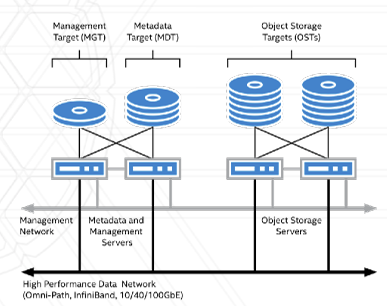 Management
Target (MGT)
Metadata
Target (MDT)
Object Storage
Targets (OSTs)
Management
Network
Metadata and
Management
Servers
Object Storage
Servers
High Performance Data Network
(Omni-Path, InfiniBand, 10/40/100GbE)